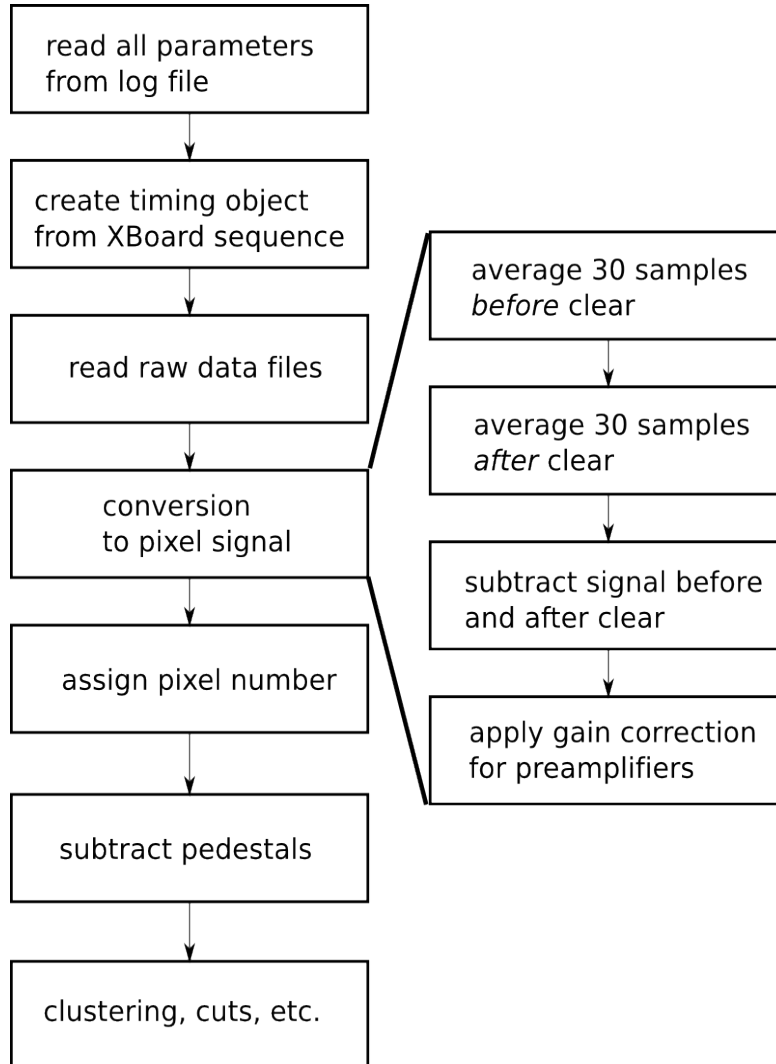 read all parameters
from log file
create timing object
from XBoard sequence
read raw data files
conversion
to pixel signal
assign pixel number
subtract pedestals
clustering, cuts, etc.
average 30 samples
before clear
average 30 samples
after clear
subtract signal before
and after clear
apply gain correction
for preamplifiers